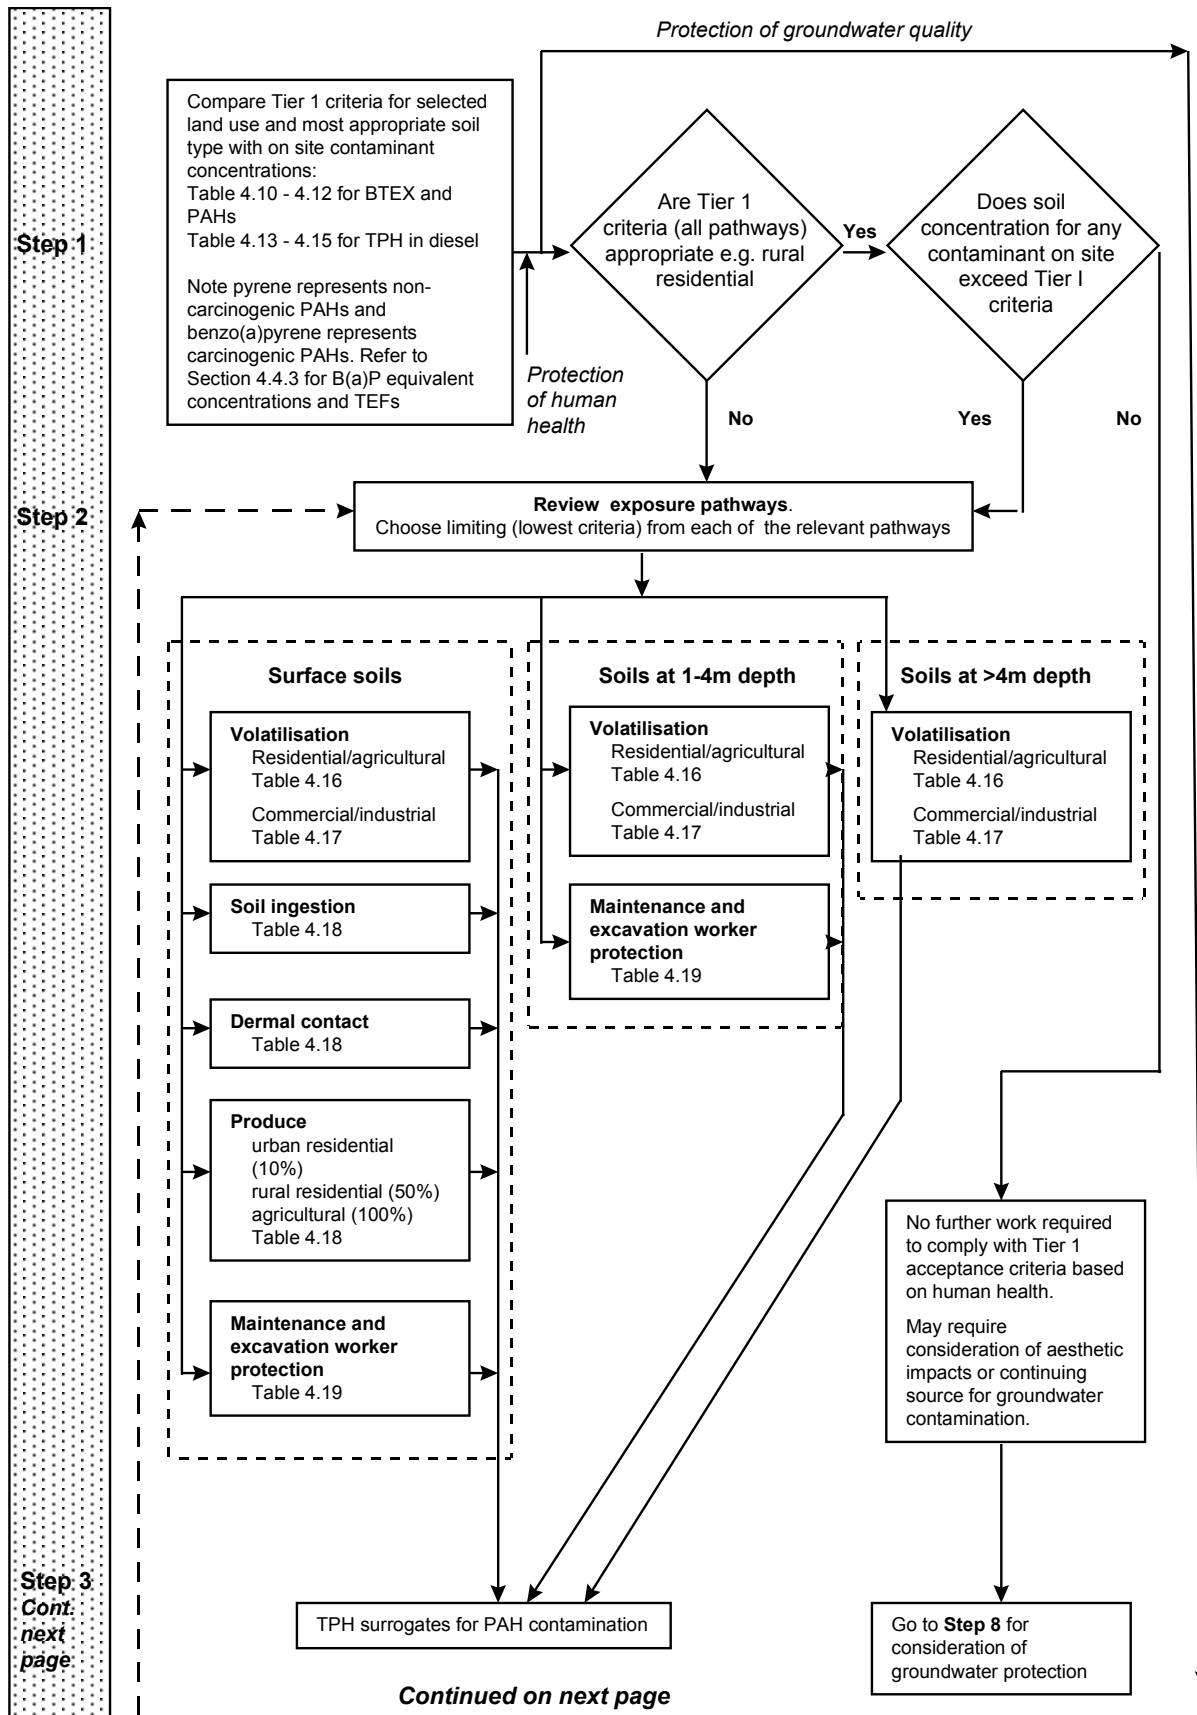 Protection of groundwater quality
Step 1
Compare Tier 1 criteria for selected
land use and most appropriate soil
type with on site contaminant
concentrations:
Table 4.10 - 4.12 for BTEX and
PAHs
Table 4.13 - 4.15 for TPH in diesel
Note pyrene represents non-
carcinogenic PAHs and
benzo(a)pyrene represents
carcinogenic PAHs. Refer to
Section 4.4.3 for B(a)P equivalent
concentrations and TEFs
Protection
of human
health
Are Tier 1
criteria (all pathways)
appropriate e.g. rural
residential
Yes
No
Does soil
concentration for any
contaminant on site
exceed Tier I
criteria
Yes
No
Step 2
Review exposure pathways.
Choose limiting (lowest criteria) from each of the relevant pathways
Surface soils
Volatilisation
Residential/agricultural
Table 4.16
Commercial/industrial
Table 4.17
Soil ingestion
Table 4.18
Dermal contact
Table 4.18
Produce
urban residential
(10%)
rural residential (50%)
agricultural (100%)
Table 4.18
Maintenance and
excavation worker
protection
Table 4.19
Soils at 1-4m depth
Volatilisation
Residential/agricultural
Table 4.16
Commercial/industrial
Table 4.17
Maintenance and
excavation worker
protection
Table 4.19
Soils at >4m depth
Volatilisation
Residential/agricultural
Table 4.16
Commercial/industrial
Table 4.17
No further work required
to comply with Tier 1
acceptance criteria based
on human health.
May require
consideration of aesthetic
impacts or continuing
source for groundwater
contamination.
Step 3
Cont.
next
page
TPH surrogates for PAH contamination
Go to Step 8 for
consideration of
groundwater protection
Continued on next page